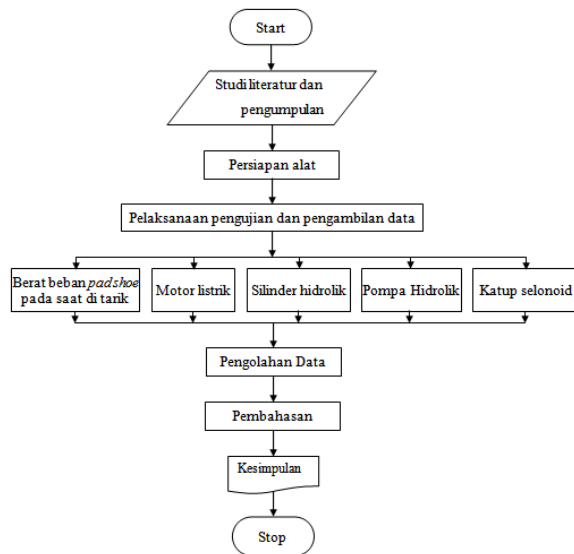 Start
Studi literatur dan
pengumpulan
Persiapan alat
Pelaksanaan pengujian dan pengambilan data
Berat beban padshoe
pada saat di tarik
Motor listrik
Silinder hidrolik
Pompa Hidrolik
Katup selonoid
Pengolahan Data
Pembahasan
Kesimpulan
Stop